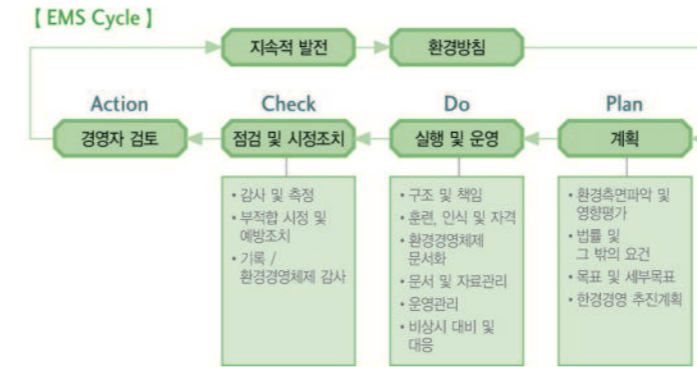 【 EMS Cycle 】
지속적 발전
환경방침
Action
Check
Do
Plan
경영자 검토
점검 및 시정조치
실행 및 운영
계획
• 감사 및 측정
• 부적합 시정 및
예방조치
• 기록 /
환경경영체제 감사
• 구조 및 책임
• 훈련, 인식 및 자격
• 환경경영체제
문서화
• 문서 및 자료관리
• 운영관리
• 비상시 대비 및
대응
• 환경측면파악 및
영향평가
• 법률 및
그 밖의 요건
• 목표 및 세부목표
• 한경경영 추진계획